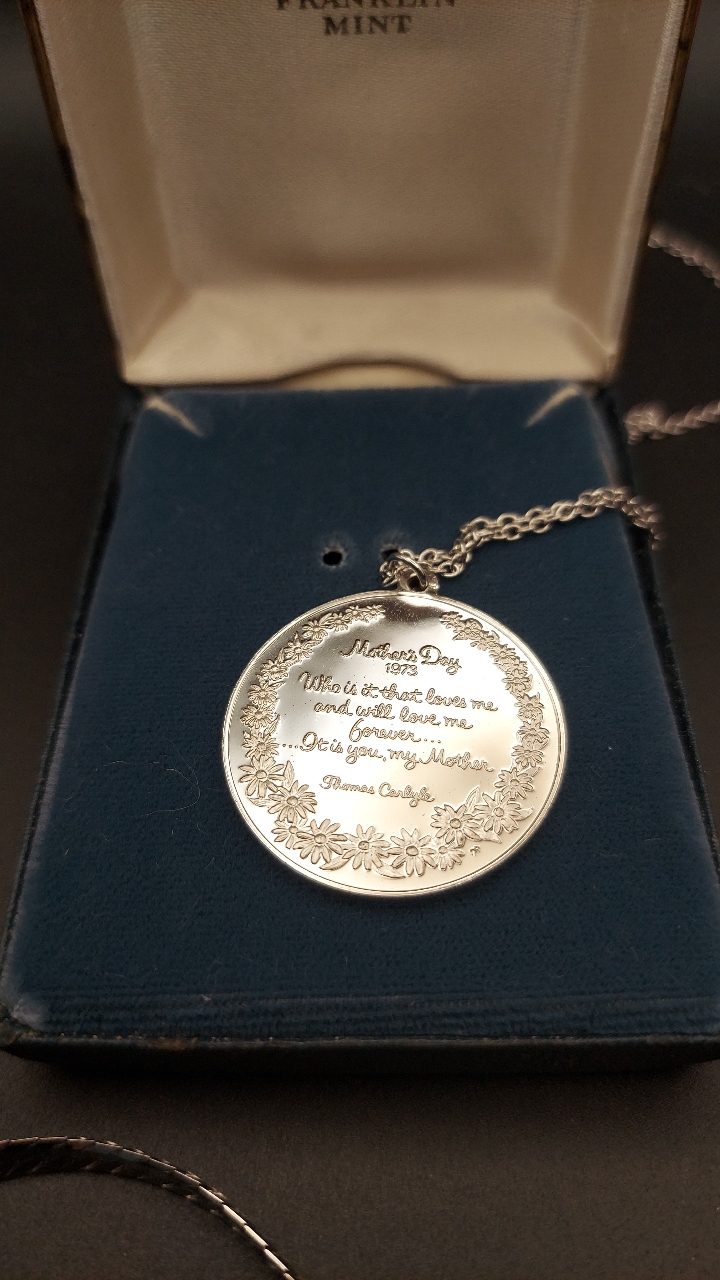 FRANKLIN
MINT
Mother's Day
1973
Who is it that loves me
and will love me
forever...
...It is you, my Mother
Thomas Carlyle